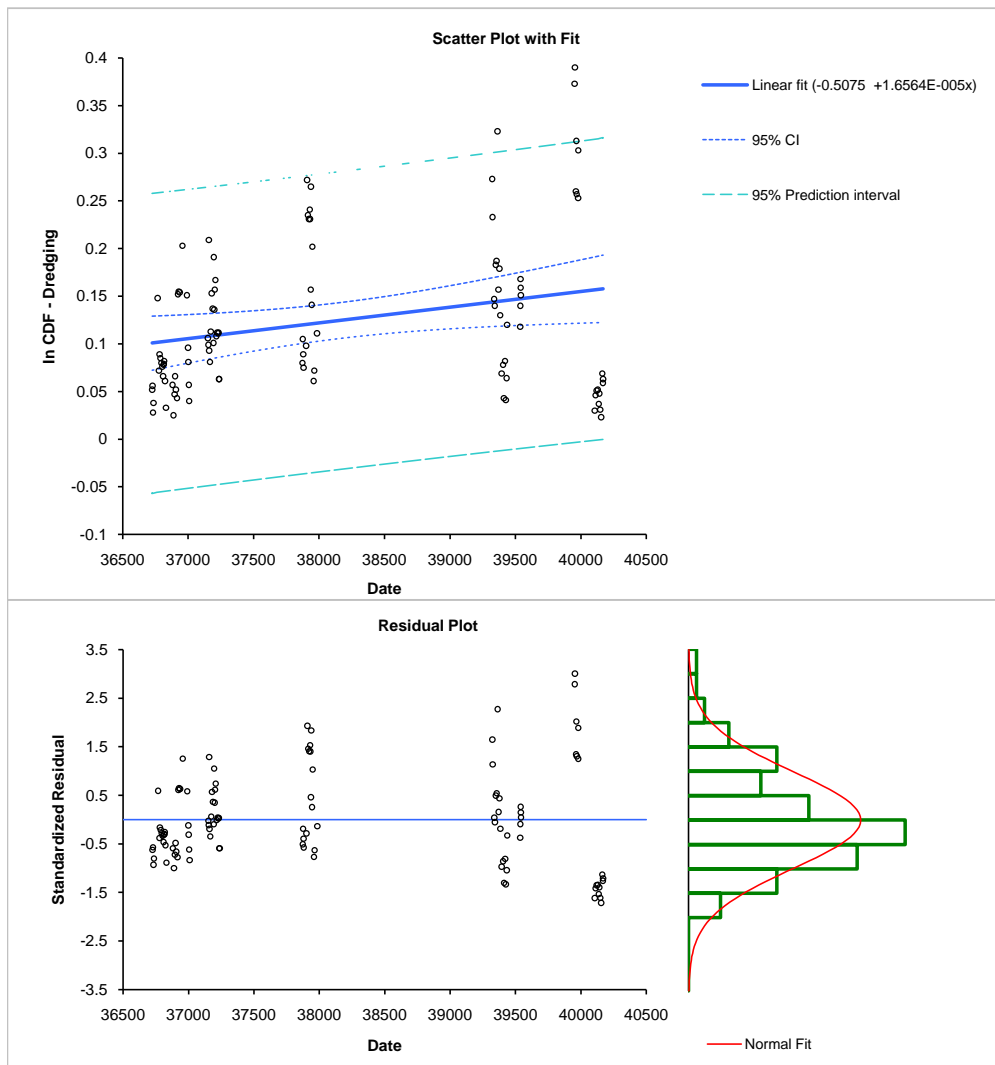 Scatter Plot with Fit
0.4
0.35
0.3
0.25
0.2
0.15
0.1
0.05
0
-0.05
-0.1
In CDF - Dredging
36500 37000 37500 38000 38500 39000 39500 40000 40500
Date
Linear fit (-0.5075 +1.6564E-005x)
95% CI
95% Prediction interval
Residual Plot
3.5
2.5
1.5
0.5
-0.5
-1.5
-2.5
-3.5
Standardized Residual
36500 37000 37500 38000 38500 39000 39500 40000 40500
Date
Normal Fit